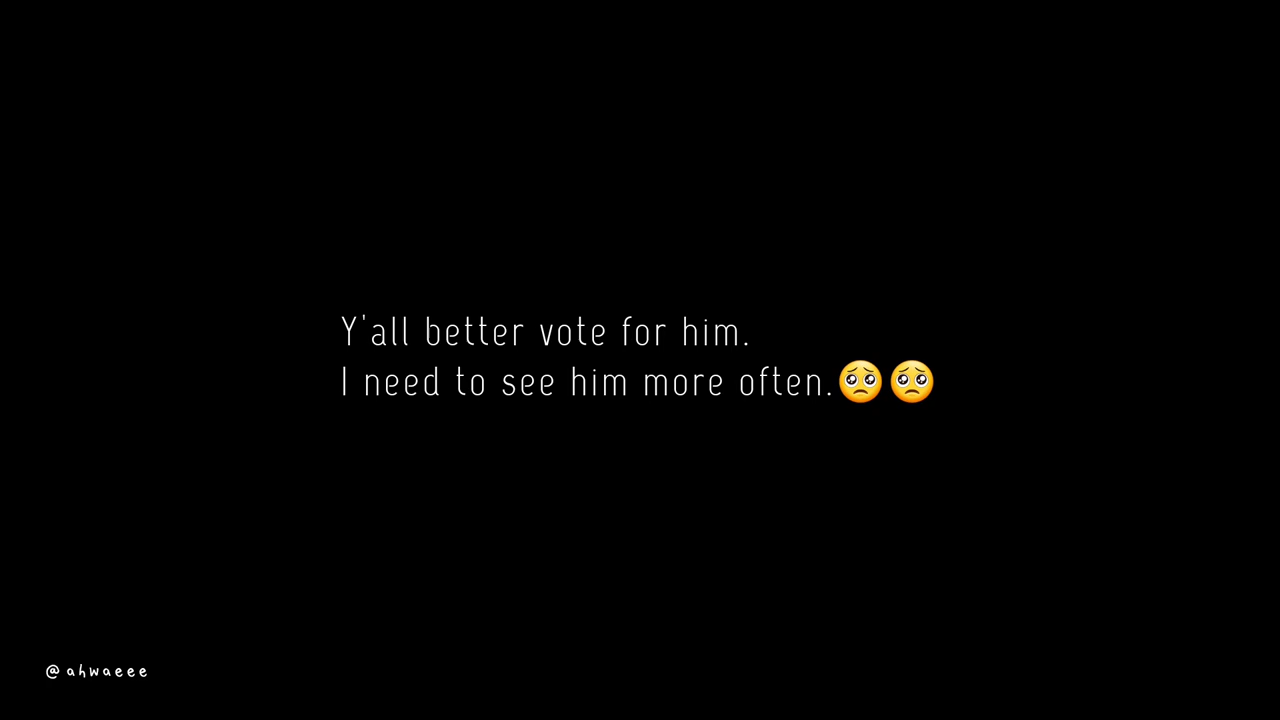 Y'all better vote for him.
I need to see him more often.🥺🥺
@ahwaeee